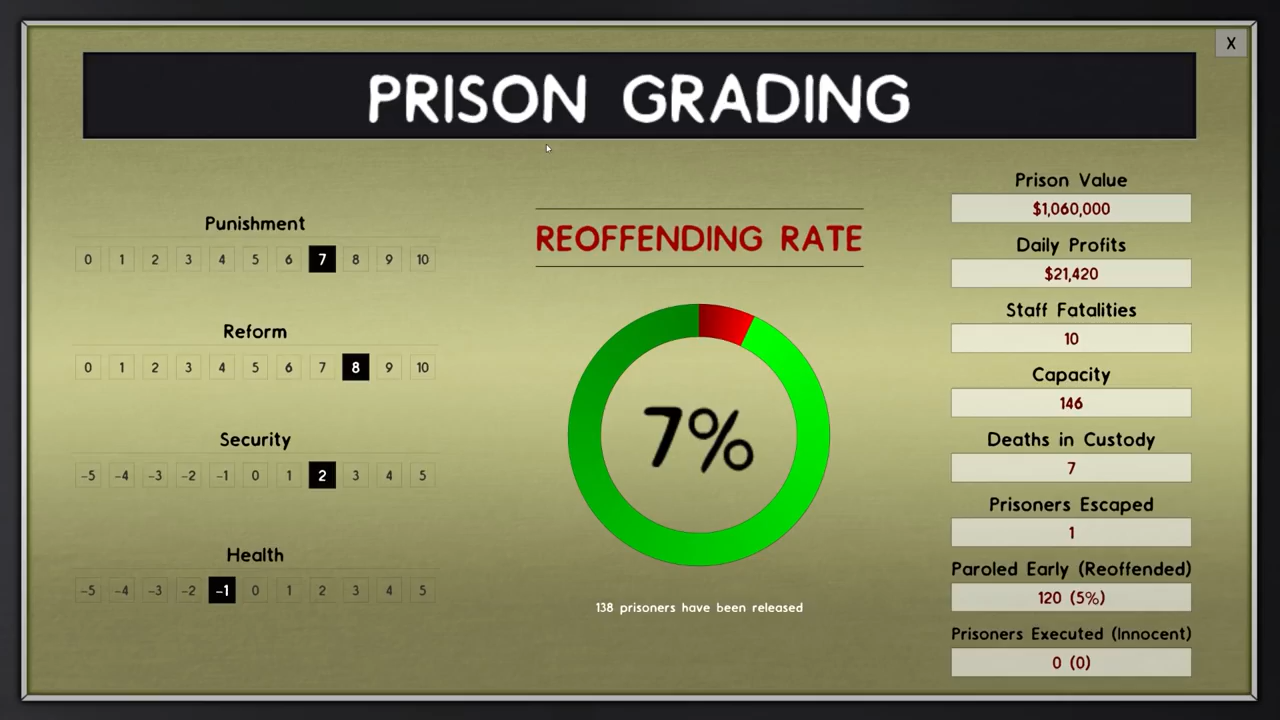 X
PRISON GRADING
Punishment
0 1 2 3 4 5 6 7 8 9 10
Reform
0 1 2 3 4 5 6 7 8 9 10
Security
-5 -4 -3 -2 -1 0 1 2 3 4 5
Health
-5 -4 -3 -2 -1 0 1 2 3 4 5
REOFFENDING RATE
7%
138 prisoners have been released
Prison Value
$1,060,000
Daily Profits
$21,420
Staff Fatalities
10
Capacity
146
Deaths in Custody
7
Prisoners Escaped
1
Paroled Early (Reoffended)
120 (5%)
Prisoners Executed (Innocent)
0 (0)